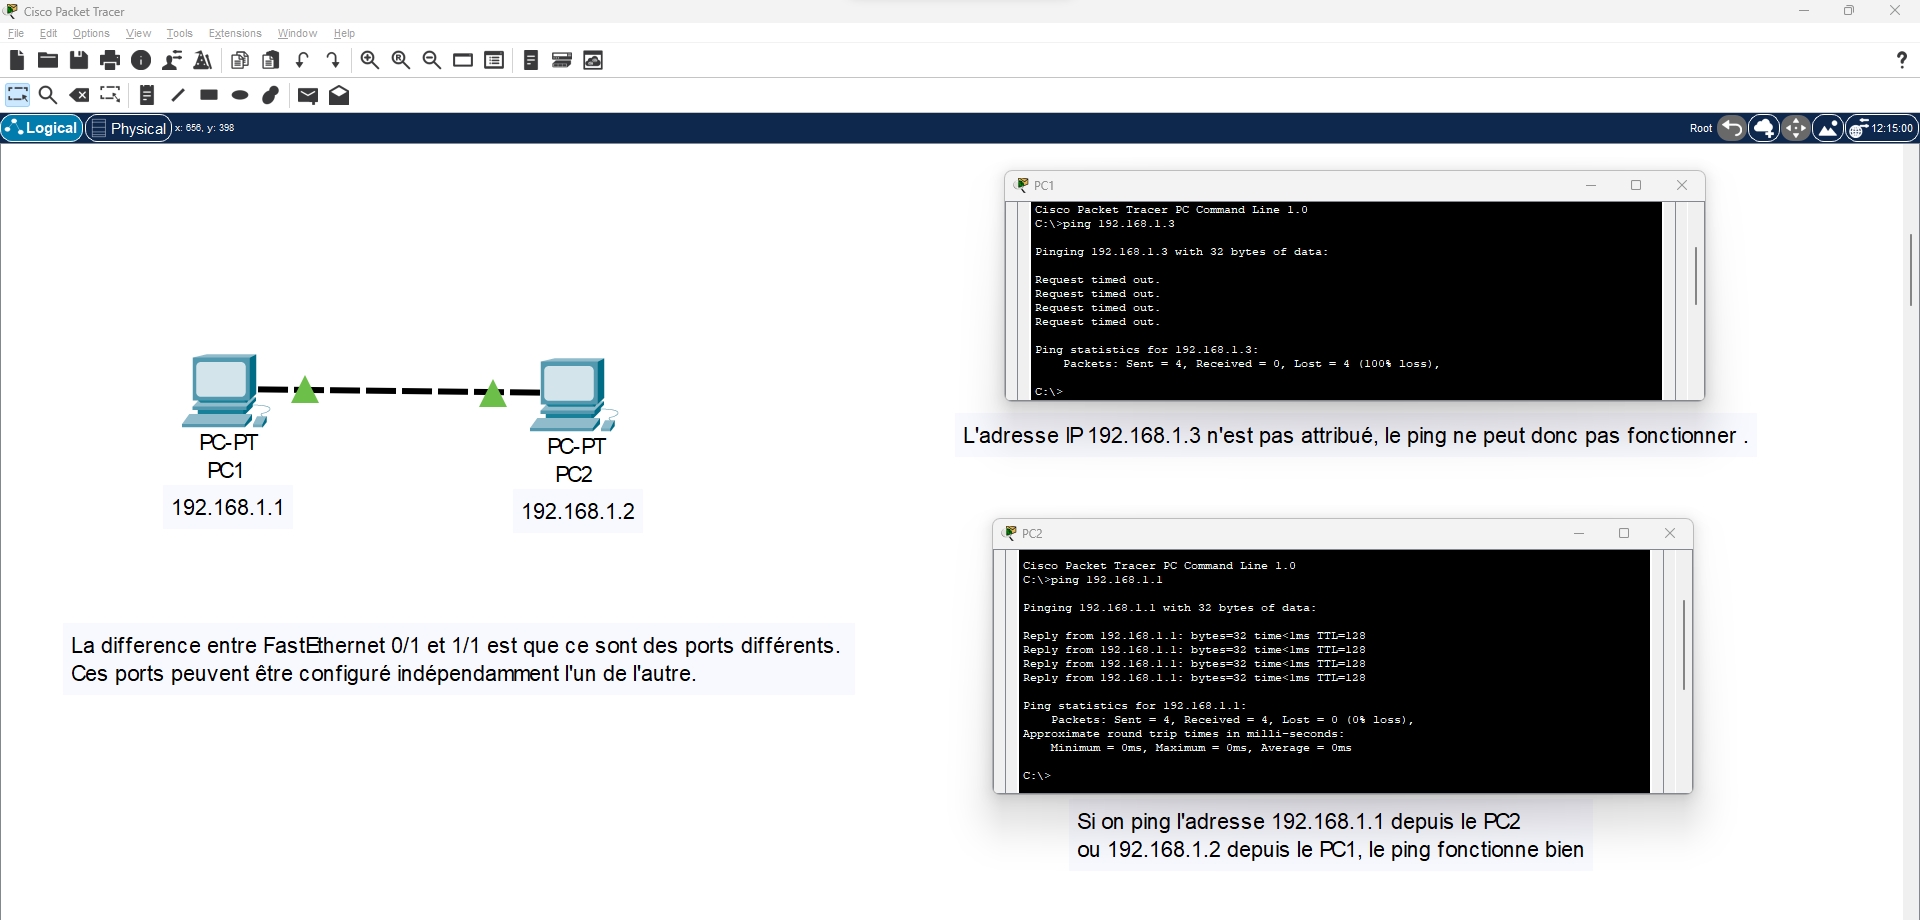 Cisco Packet Tracer
File Edit Options View Tools Extensions Window Help
Logical Physical x: 656, y: 398 Root 12:15:00
PC1
Cisco Packet Tracer PC Command Line 1.0
C:\>ping 192.168.1.3
Pinging 192.168.1.3 with 32 bytes of data:
Request timed out.
Request timed out.
Request timed out.
Request timed out.
Ping statistics for 192.168.1.3:
Packets: Sent = 4, Received = 0, Lost = 4 (100% loss),
C:\>
L'adresse IP 192.168.1.3 n'est pas attribué, le ping ne peut donc pas fonctionner .
PC-PT
PC1
192.168.1.1
PC-PT
PC2
192.168.1.2
La difference entre FastEthernet 0/1 et 1/1 est que ce sont des ports différents.
Ces ports peuvent être configuré indépendamment l'un de l'autre.
PC2
Cisco Packet Tracer PC Command Line 1.0
C:\>ping 192.168.1.1
Pinging 192.168.1.1 with 32 bytes of data:
Reply from 192.168.1.1: bytes=32 time<1ms TTL=128
Reply from 192.168.1.1: bytes=32 time<1ms TTL=128
Reply from 192.168.1.1: bytes=32 time<1ms TTL=128
Reply from 192.168.1.1: bytes=32 time<1ms TTL=128
Ping statistics for 192.168.1.1:
Packets: Sent = 4, Received = 4, Lost = 0 (0% loss),
Approximate round trip times in milli-seconds:
Minimum = 0ms, Maximum = 0ms, Average = 0ms
C:\>
Si on ping l'adresse 192.168.1.1 depuis le PC2
ou 192.168.1.2 depuis le PC1, le ping fonctionne bien